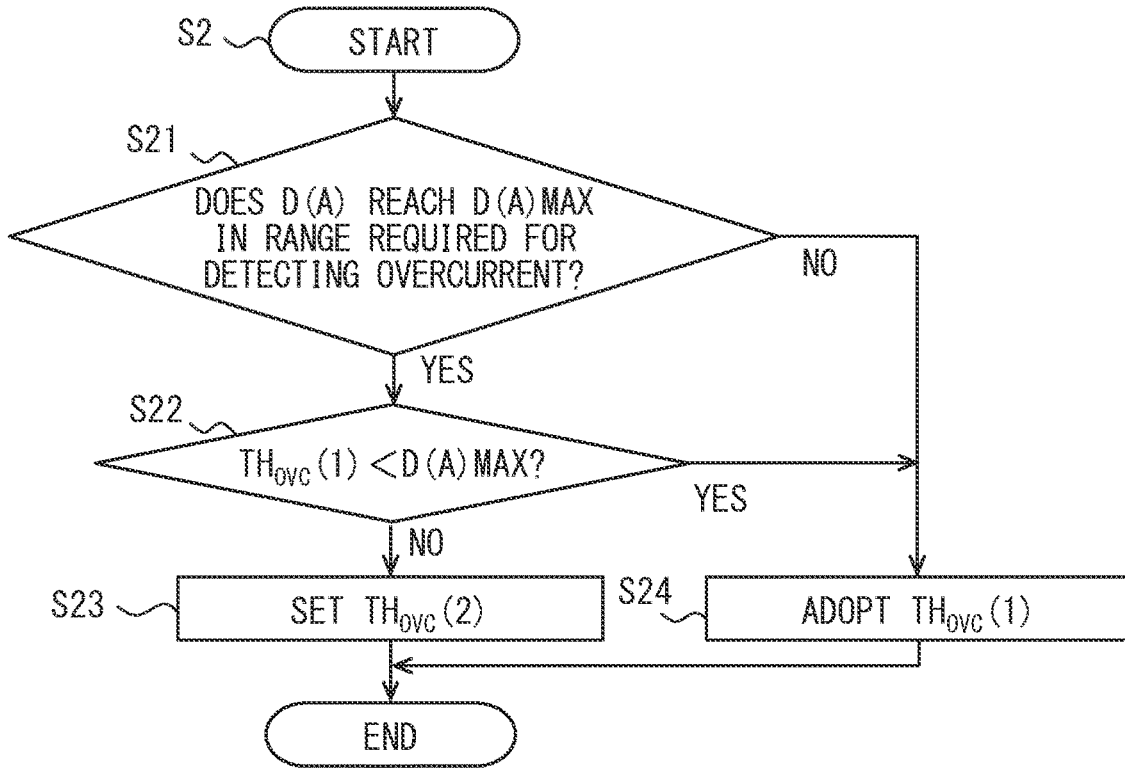 S2
START
S21
DOES D(A) REACH D(A)MAX
IN RANGE REQUIRED FOR
DETECTING OVERCURRENT?
NO
YES
S22
TH_OVC(1)<D(A)MAX?
YES
NO
S23
SET TH_OVC(2)
S24
ADOPT TH_OVC(1)
END